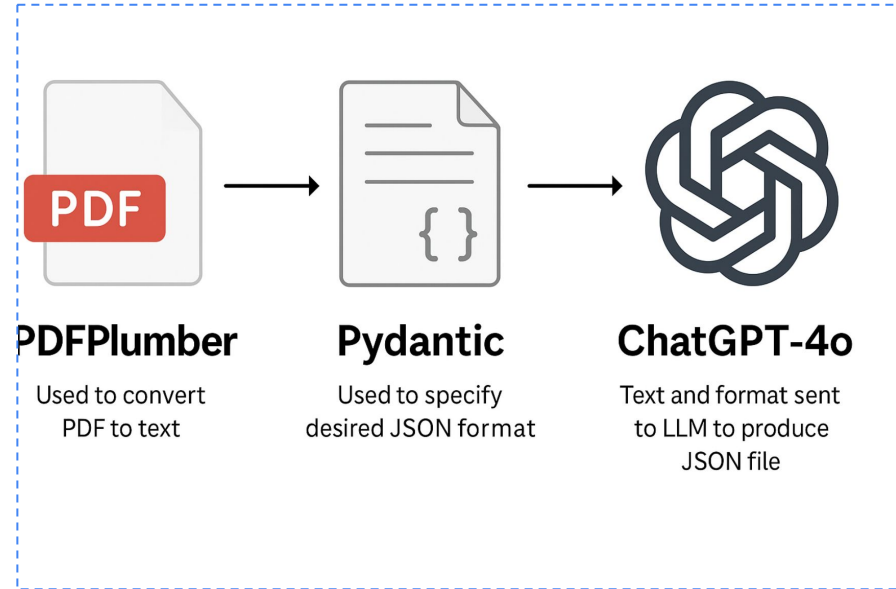 PDF
{ }
PDFPlumber
Used to convert
PDF to text
Pydantic
Used to specify
desired JSON format
ChatGPT-4o
Text and format sent
to LLM to produce
JSON file